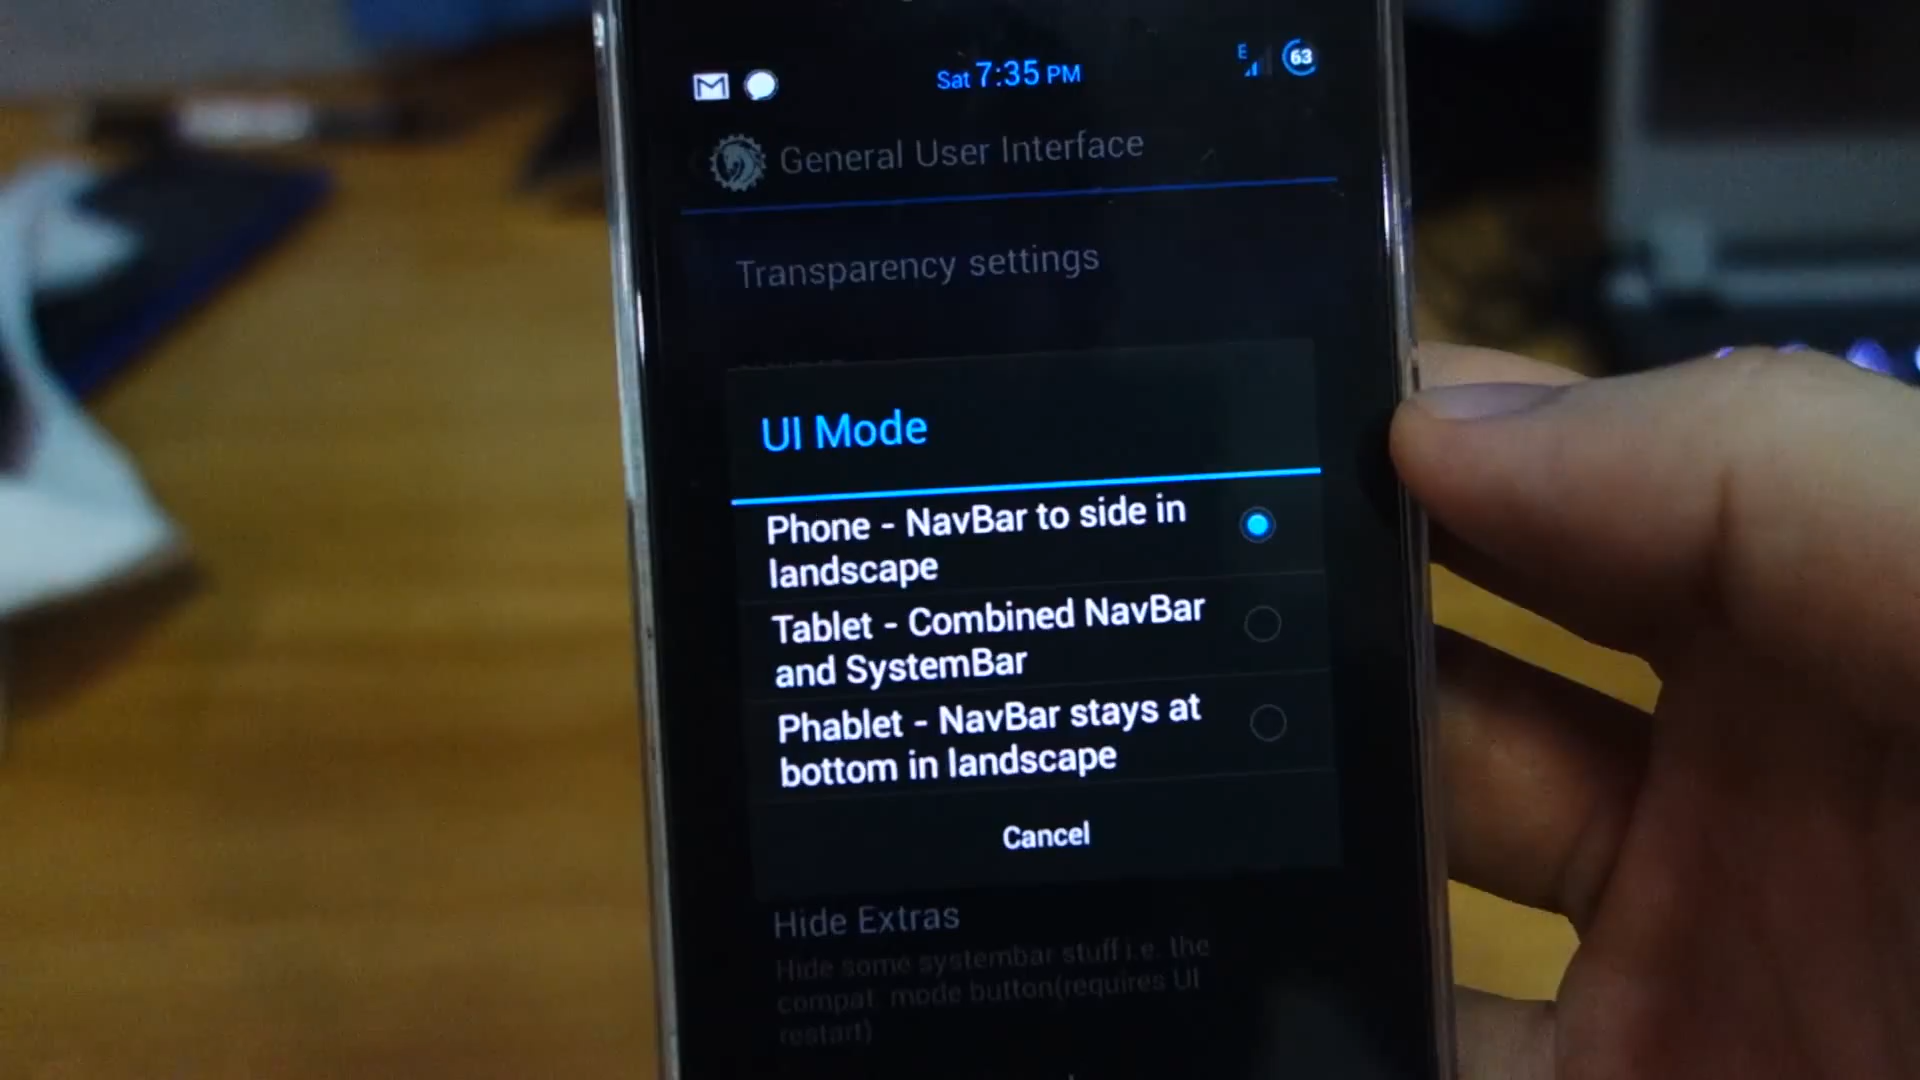 Sat 7:35 PM
E
63
General User Interface
Transparency settings
UI Mode
Phone - NavBar to side in
landscape
Tablet - Combined NavBar
and SystemBar
Phablet - NavBar stays at
bottom in landscape
Cancel
Hide Extras
Hide some systembar stuff i.e. the
compat. mode button(requires UI
restart)